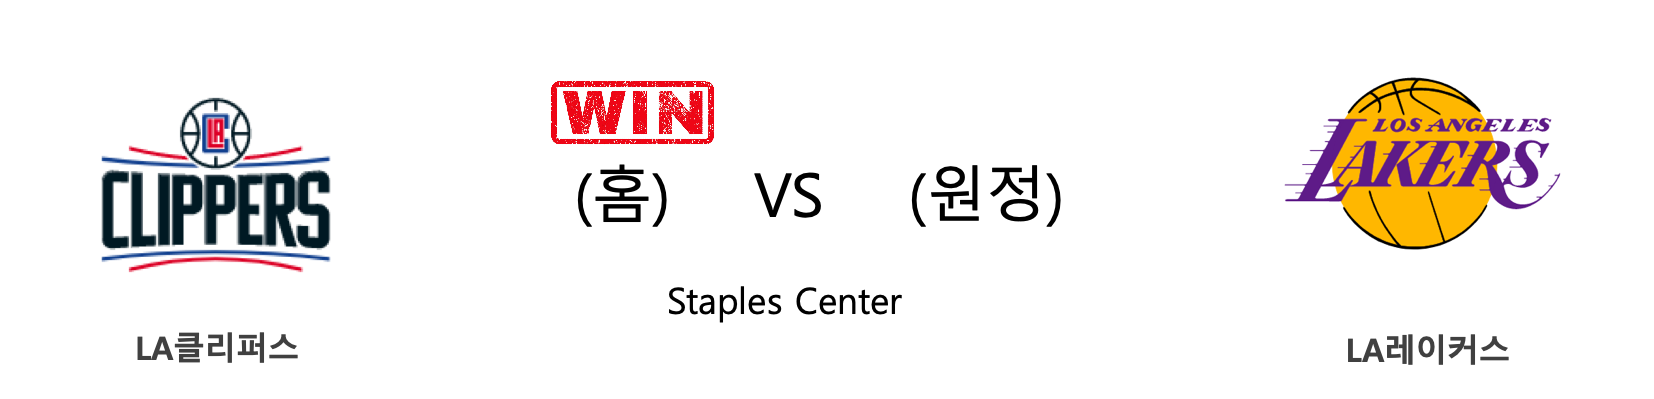 WIN
LA
CLIPPERS
(홈) VS (원정)
LOS ANGELES
LAKERS
Staples Center
LA클리퍼스
LA레이커스